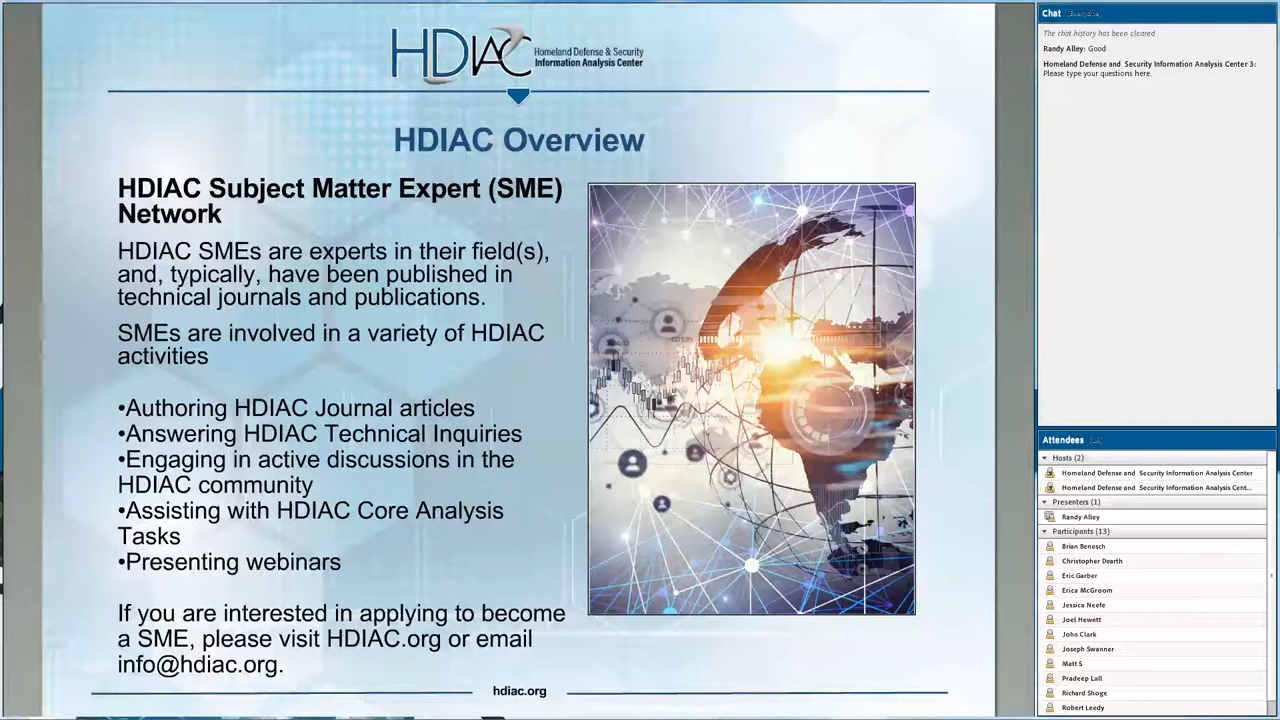 HDIAC
Homeland Defense & Security
Information Analysis Center
HDIAC Overview
HDIAC Subject Matter Expert (SME)
Network
HDIAC SMEs are experts in their field(s),
and, typically, have been published in
technical journals and publications.
SMEs are involved in a variety of HDIAC
activities
•Authoring HDIAC Journal articles
•Answering HDIAC Technical Inquiries
•Engaging in active discussions in the
HDIAC community
•Assisting with HDIAC Core Analysis
Tasks
•Presenting webinars
If you are interested in applying to become
a SME, please visit HDIAC.org or email
info@hdiac.org.
hdiac.org
Chat (Everyone)
The chat history has been cleared
Randy Alley: Good
Homeland Defense and Security Information Analysis Center 3:
Please type your questions here.
Attendees
Hosts (2)
Homeland Defense and Security Information Analysis Center
Homeland Defense and Security Information Analysis Cent...
Presenters (1)
Randy Alley
Participants (13)
Brian Benesch
Christopher Dearth
Eric Garber
Erica McGroom
Jessica Neefe
Joel Hewett
John Clark
Joseph Swanner
Matt S
Pradeep Lall
Richard Shoge
Robert Leedy